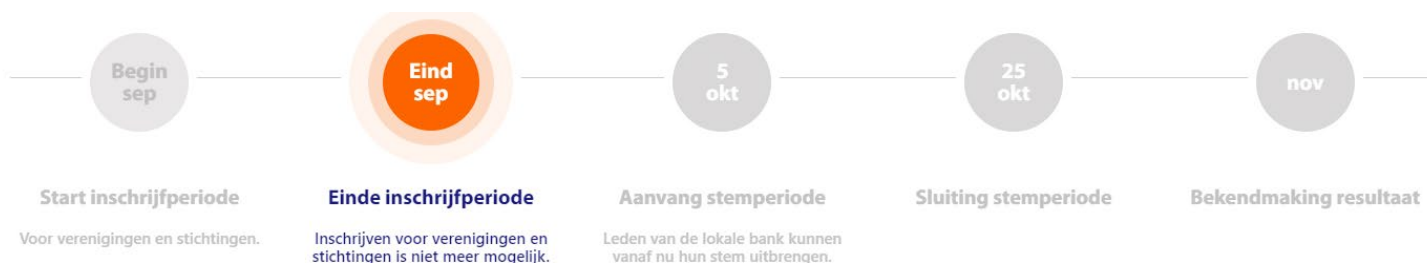 Begin
sep
Eind
sep
5
okt
25
okt
nov
Start inschrijfperiode
Voor verenigingen en stichtingen.
Einde inschrijfperiode
Inschrijven voor verenigingen en
stichtingen is niet meer mogelijk.
Aanvang stemperiode
Leden van de lokale bank kunnen
vanaf nu hun stem uitbrengen.
Sluiting stemperiode
Bekendmaking resultaat